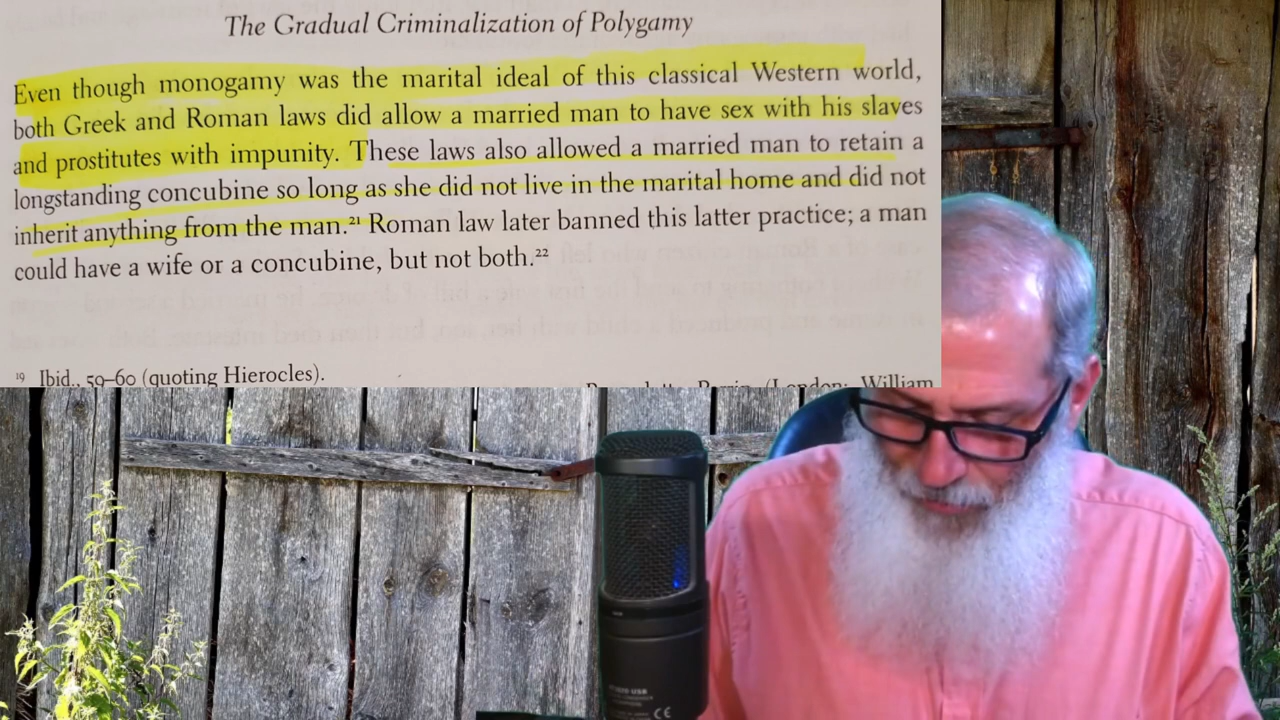 The Gradual Criminalization of Polygamy
Even though monogamy was the marital ideal of this classical Western world,
both Greek and Roman laws did allow a married man to have sex with his slaves
and prostitutes with impunity. These laws also allowed a married man to retain a
longstanding concubine so long as she did not live in the marital home and did not
inherit anything from the man.²¹ Roman law later banned this latter practice; a man
could have a wife or a concubine, but not both.²²
¹⁹ Ibid., 59–60 (quoting Hierocles).
(London: William
CE